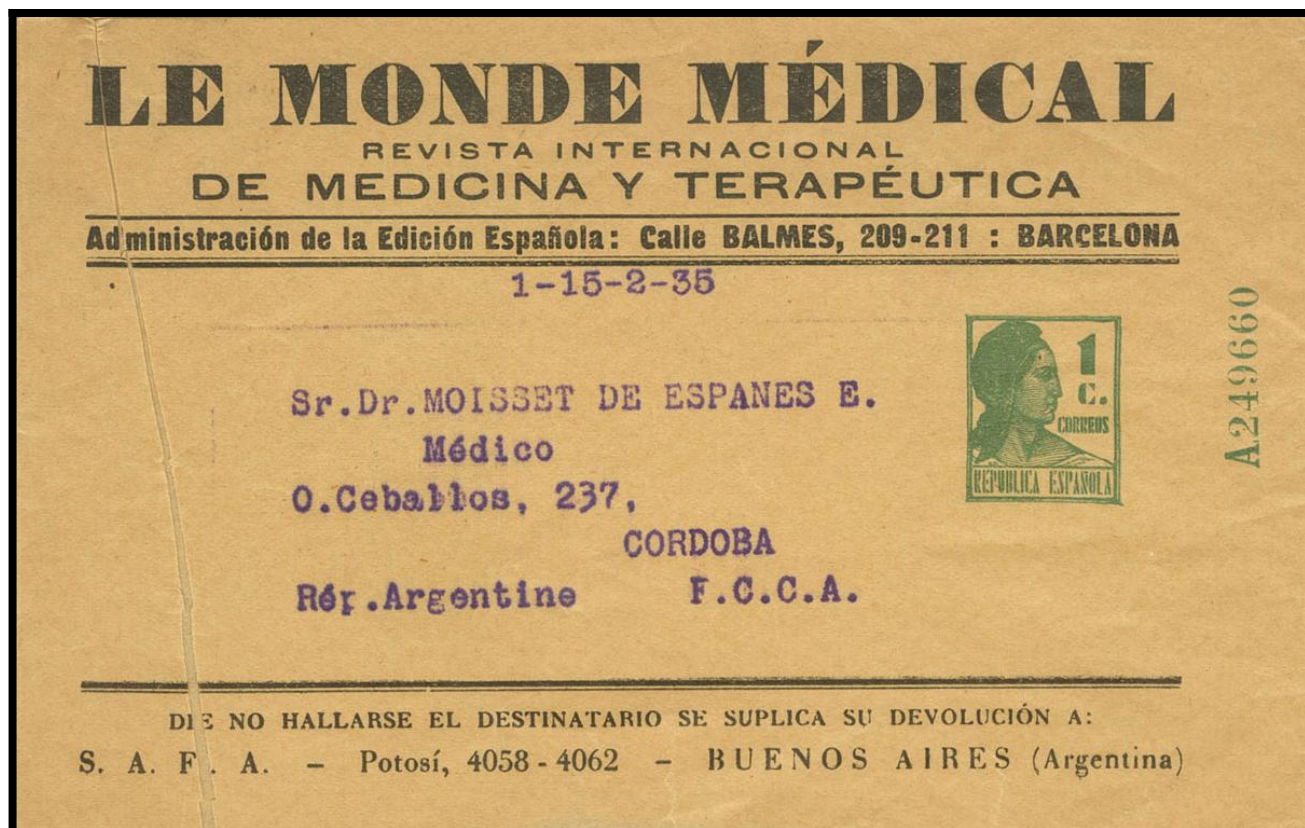 LE MONDE MÉDICAL
REVISTA INTERNACIONAL
DE MEDICINA Y TERAPÉUTICA
Administración de la Edición Española: Calle BALMES, 209-211 : BARCELONA
1-15-2-35
Sr.Dr.MOISSET DE ESPANES E.
Médico
O.Ceballos, 237,
CORDOBA
Rép.Argentine F.C.C.A.
1
C.
CORREOS
REPUBLICA ESPAÑOLA
A249660
DE NO HALLARSE EL DESTINATARIO SE SUPLICA SU DEVOLUCIÓN A:
S. A. F. A. – Potosí, 4058 - 4062 – BUENOS AIRES (Argentina)